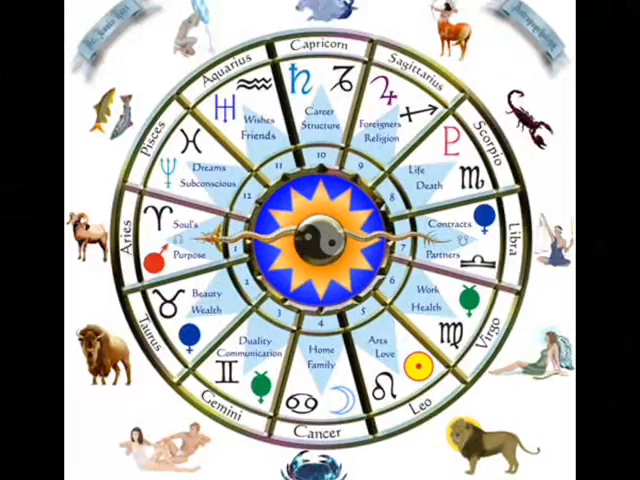 Capricorn
Aquarius
Sagittarius
Pisces
Scorpio
Aries
Libra
Taurus
Virgo
Gemini
Leo
Cancer
Career
Structure
Wishes
Friends
Foreigners
Religion
Dreams
Subconscious
Life
Death
Soul's
Purpose
Contracts
Partners
Beauty
Wealth
Work
Health
Duality
Communication
Home
Family
Arts
Love
10
11
9
12
8
1
7
2
6
3
4
5